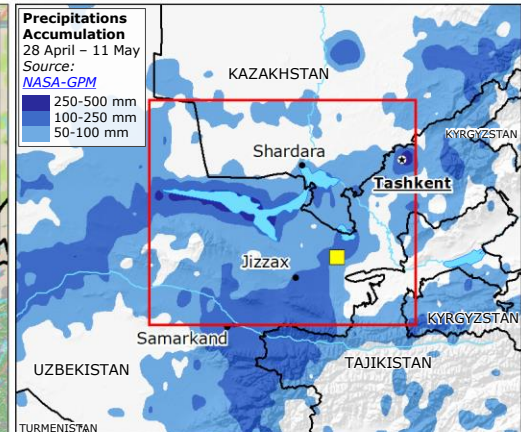 Precipitations
Accumulation
28 April – 11 May
Source:
NASA-GPM
250-500 mm
100-250 mm
50-100 mm
KAZAKHSTAN
KYRGYZSTAN
Shardara
Tashkent
Jizzax
KYRGYZSTAN
Samarkand
TAJIKISTAN
UZBEKISTAN
TURMENISTAN